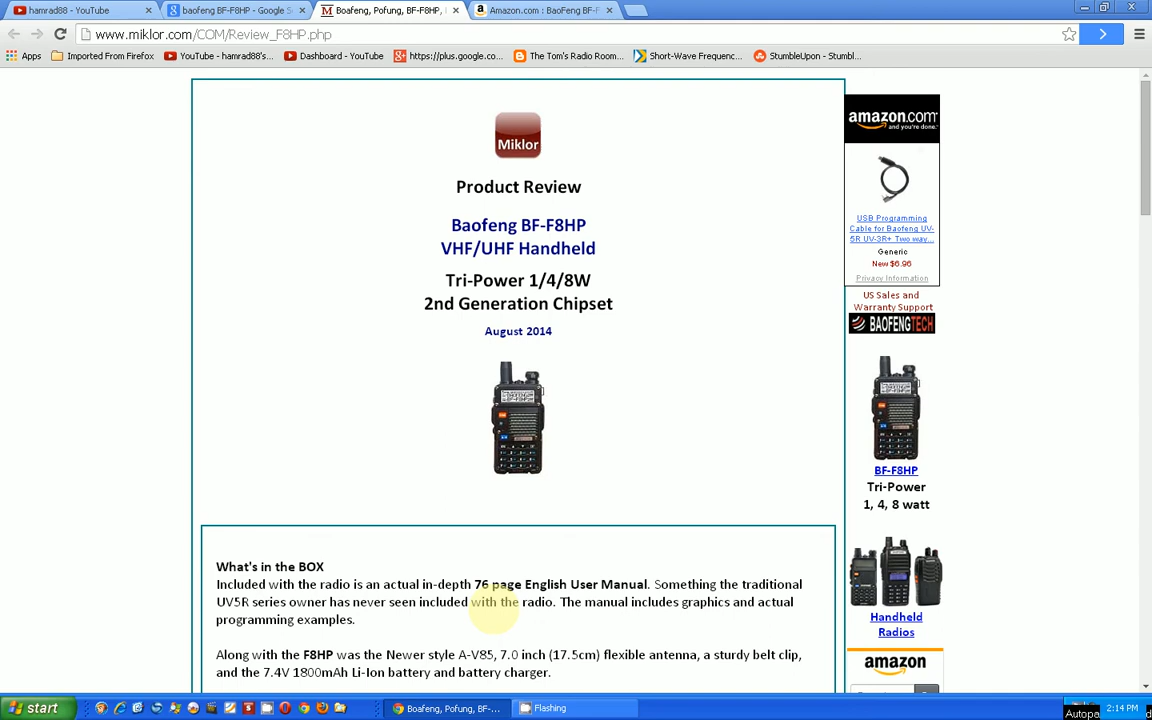 hamrad88 - YouTube
baofeng BF-F8HP - Google S
Boafeng, Pofung, BF-F8HP,
Amazon.com : BaoFeng BF-F
www.miklor.com/COM/Review_F8HP.php
Apps
Imported From Firefox
YouTube - hamrad88's...
Dashboard - YouTube
https://plus.google.co...
The Tom's Radio Room...
Short-Wave Frequenc...
StumbleUpon - Stumbl...
Miklor
Product Review
Baofeng BF-F8HP
VHF/UHF Handheld
Tri-Power 1/4/8W
2nd Generation Chipset
August 2014
What's in the BOX
Included with the radio is an actual in-depth 76 page English User Manual. Something the traditional
UV5R series owner has never seen included with the radio. The manual includes graphics and actual
programming examples.
Along with the F8HP was the Newer style A-V85, 7.0 inch (17.5cm) flexible antenna, a sturdy belt clip,
and the 7.4V 1800mAh Li-Ion battery and battery charger.
amazon.com
and you're done.
USB Programming
Cable for Baofeng UV-
5R UV-3R+ Two way...
Generic
New $6.96
Privacy Information
US Sales and
Warranty Support
BAOFENGTECH
BF-F8HP
Tri-Power
1, 4, 8 watt
Handheld
Radios
amazon
start
Boafeng, Pofung, BF-...
Flashing
2:14 PM